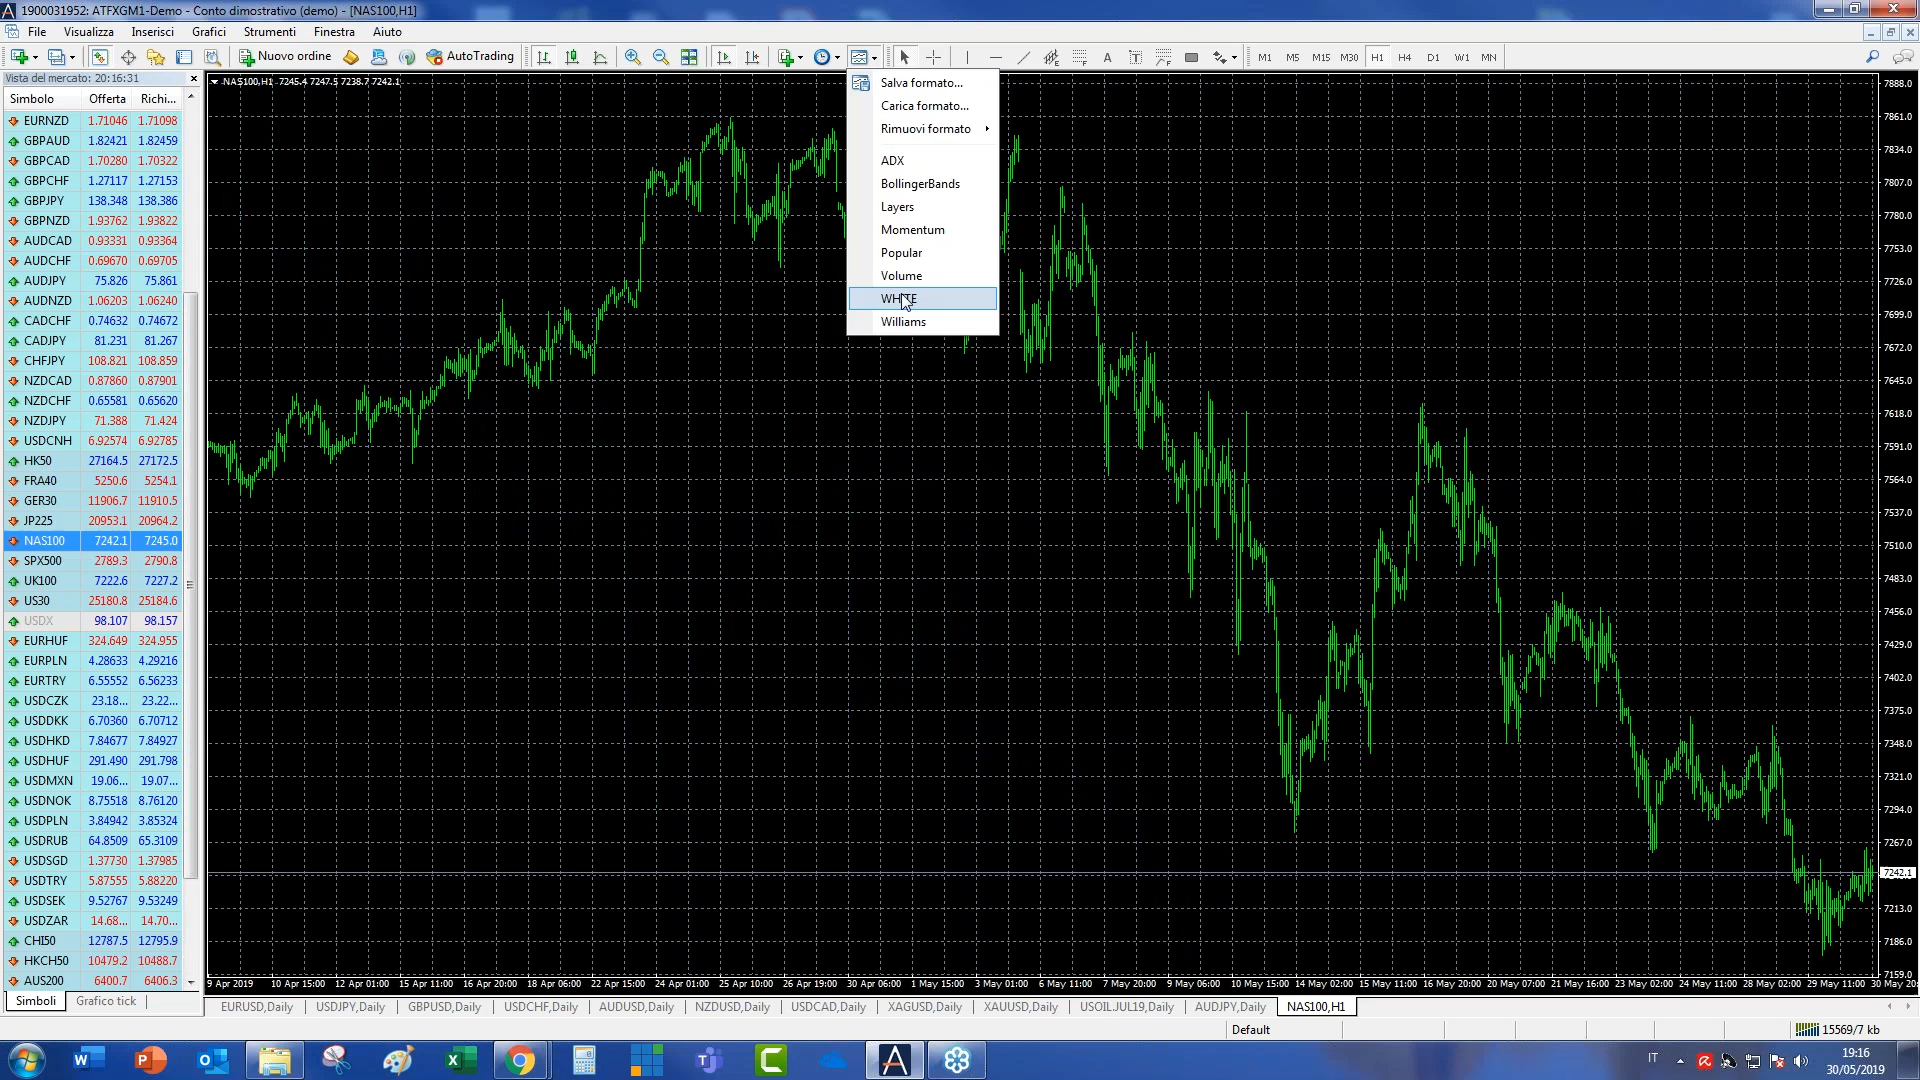 1900031952: ATFXGM1-Demo - Conto dimostrativo (demo) - [NAS100,H1]
File Visualizza Inserisci Grafici Strumenti Finestra Aiuto
Nuovo ordine AutoTrading A T M1 M5 M15 M30 H1 H4 D1 W1 MN
Vista del mercato: 20:16:31
Simbolo Offerta Richi...
EURNZD 1.71046 1.71098
GBPAUD 1.82421 1.82459
GBPCAD 1.70280 1.70322
GBPCHF 1.27117 1.27153
GBPJPY 138.348 138.386
GBPNZD 1.93762 1.93822
AUDCAD 0.93331 0.93364
AUDCHF 0.69670 0.69705
AUDJPY 75.826 75.861
AUDNZD 1.06203 1.06240
CADCHF 0.74632 0.74672
CADJPY 81.231 81.267
CHFJPY 108.821 108.859
NZDCAD 0.87860 0.87901
NZDCHF 0.65581 0.65620
NZDJPY 71.388 71.424
USDCNH 6.92574 6.92785
HK50 27164.5 27172.5
FRA40 5250.6 5254.1
GER30 11906.7 11910.5
JP225 20953.1 20964.2
NAS100 7242.1 7245.0
SPX500 2789.3 2790.8
UK100 7222.6 7227.2
US30 25180.8 25184.6
USDX 98.107 98.157
EURHUF 324.649 324.955
EURPLN 4.28633 4.29216
EURTRY 6.55552 6.56233
USDCZK 23.18... 23.22...
USDDKK 6.70360 6.70712
USDHKD 7.84677 7.84927
USDHUF 291.490 291.798
USDMXN 19.06... 19.07...
USDNOK 8.75518 8.76120
USDPLN 3.84942 3.85324
USDRUB 64.8509 65.3109
USDSGD 1.37730 1.37985
USDTRY 5.87555 5.88220
USDSEK 9.52767 9.53249
USDZAR 14.68... 14.70...
CHI50 12787.5 12795.9
HKCH50 10479.2 10488.7
AUS200 6400.7 6406.3
Simboli Grafico tick
NAS100,H1 7245.4 7247.5 7238.7 7242.1
Salva formato...
Carica formato...
Rimuovi formato
ADX
BollingerBands
Layers
Momentum
Popular
Volume
WHITE
Williams
7888.0
7861.0
7834.0
7807.0
7780.0
7753.0
7726.0
7699.0
7672.0
7645.0
7618.0
7591.0
7564.0
7537.0
7510.0
7483.0
7456.0
7429.0
7402.0
7375.0
7348.0
7321.0
7294.0
7267.0
7242.1
7213.0
7186.0
7159.0
9 Apr 2019 10 Apr 15:00 12 Apr 01:00 15 Apr 11:00 16 Apr 20:00 18 Apr 06:00 22 Apr 15:00 24 Apr 01:00 25 Apr 10:00 26 Apr 19:00 30 Apr 06:00 1 May 15:00 3 May 01:00 6 May 11:00 7 May 20:00 9 May 06:00 10 May 15:00 14 May 02:00 15 May 11:00 16 May 20:00 20 May 07:00 21 May 16:00 23 May 02:00 24 May 11:00 28 May 02:00 29 May 11:00 30 May 20:
EURUSD,Daily USDJPY,Daily GBPUSD,Daily USDCHF,Daily AUDUSD,Daily NZDUSD,Daily USDCAD,Daily XAGUSD,Daily XAUUSD,Daily USOIL.JUL19,Daily AUDJPY,Daily NAS100,H1
Default 15569/7 kb
IT 19:16
30/05/2019